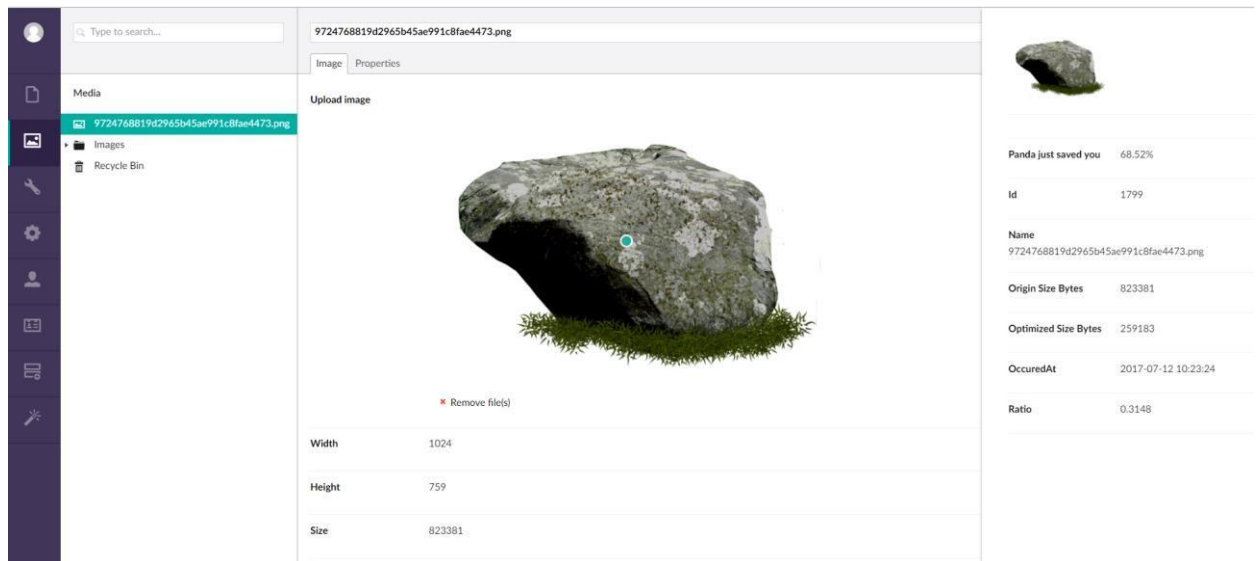 Type to search...
Media
9724768819d2965b45ae991c8fae4473.png
Images
Recycle Bin
9724768819d2965b45ae991c8fae4473.png
Image Properties
Upload image
Remove file(s)
Width 1024
Height 759
Size 823381
Panda just saved you 68.52%
Id 1799
Name
9724768819d2965b45ae991c8fae4473.png
Origin Size Bytes 823381
Optimized Size Bytes 259183
OccuredAt 2017-07-12 10:23:24
Ratio 0.3148